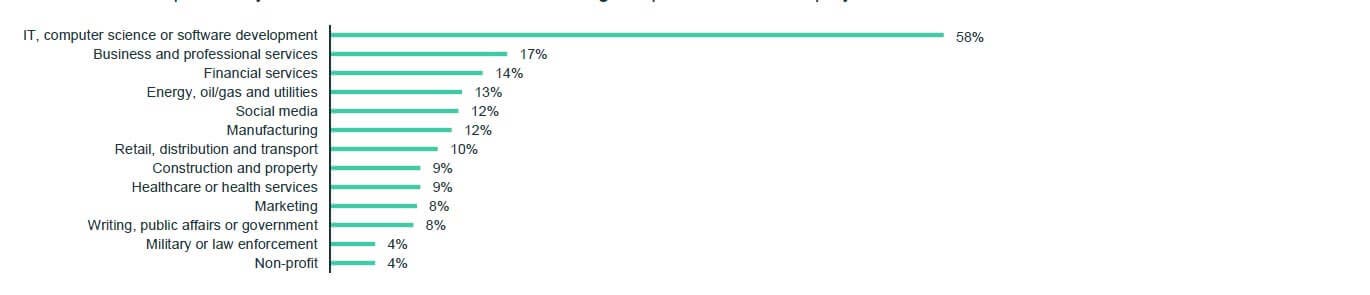 IT, computer science or software development 58%
Business and professional services 17%
Financial services 14%
Energy, oil/gas and utilities 13%
Social media 12%
Manufacturing 12%
Retail, distribution and transport 10%
Construction and property 9%
Healthcare or health services 9%
Marketing 8%
Writing, public affairs or government 8%
Military or law enforcement 4%
Non-profit 4%